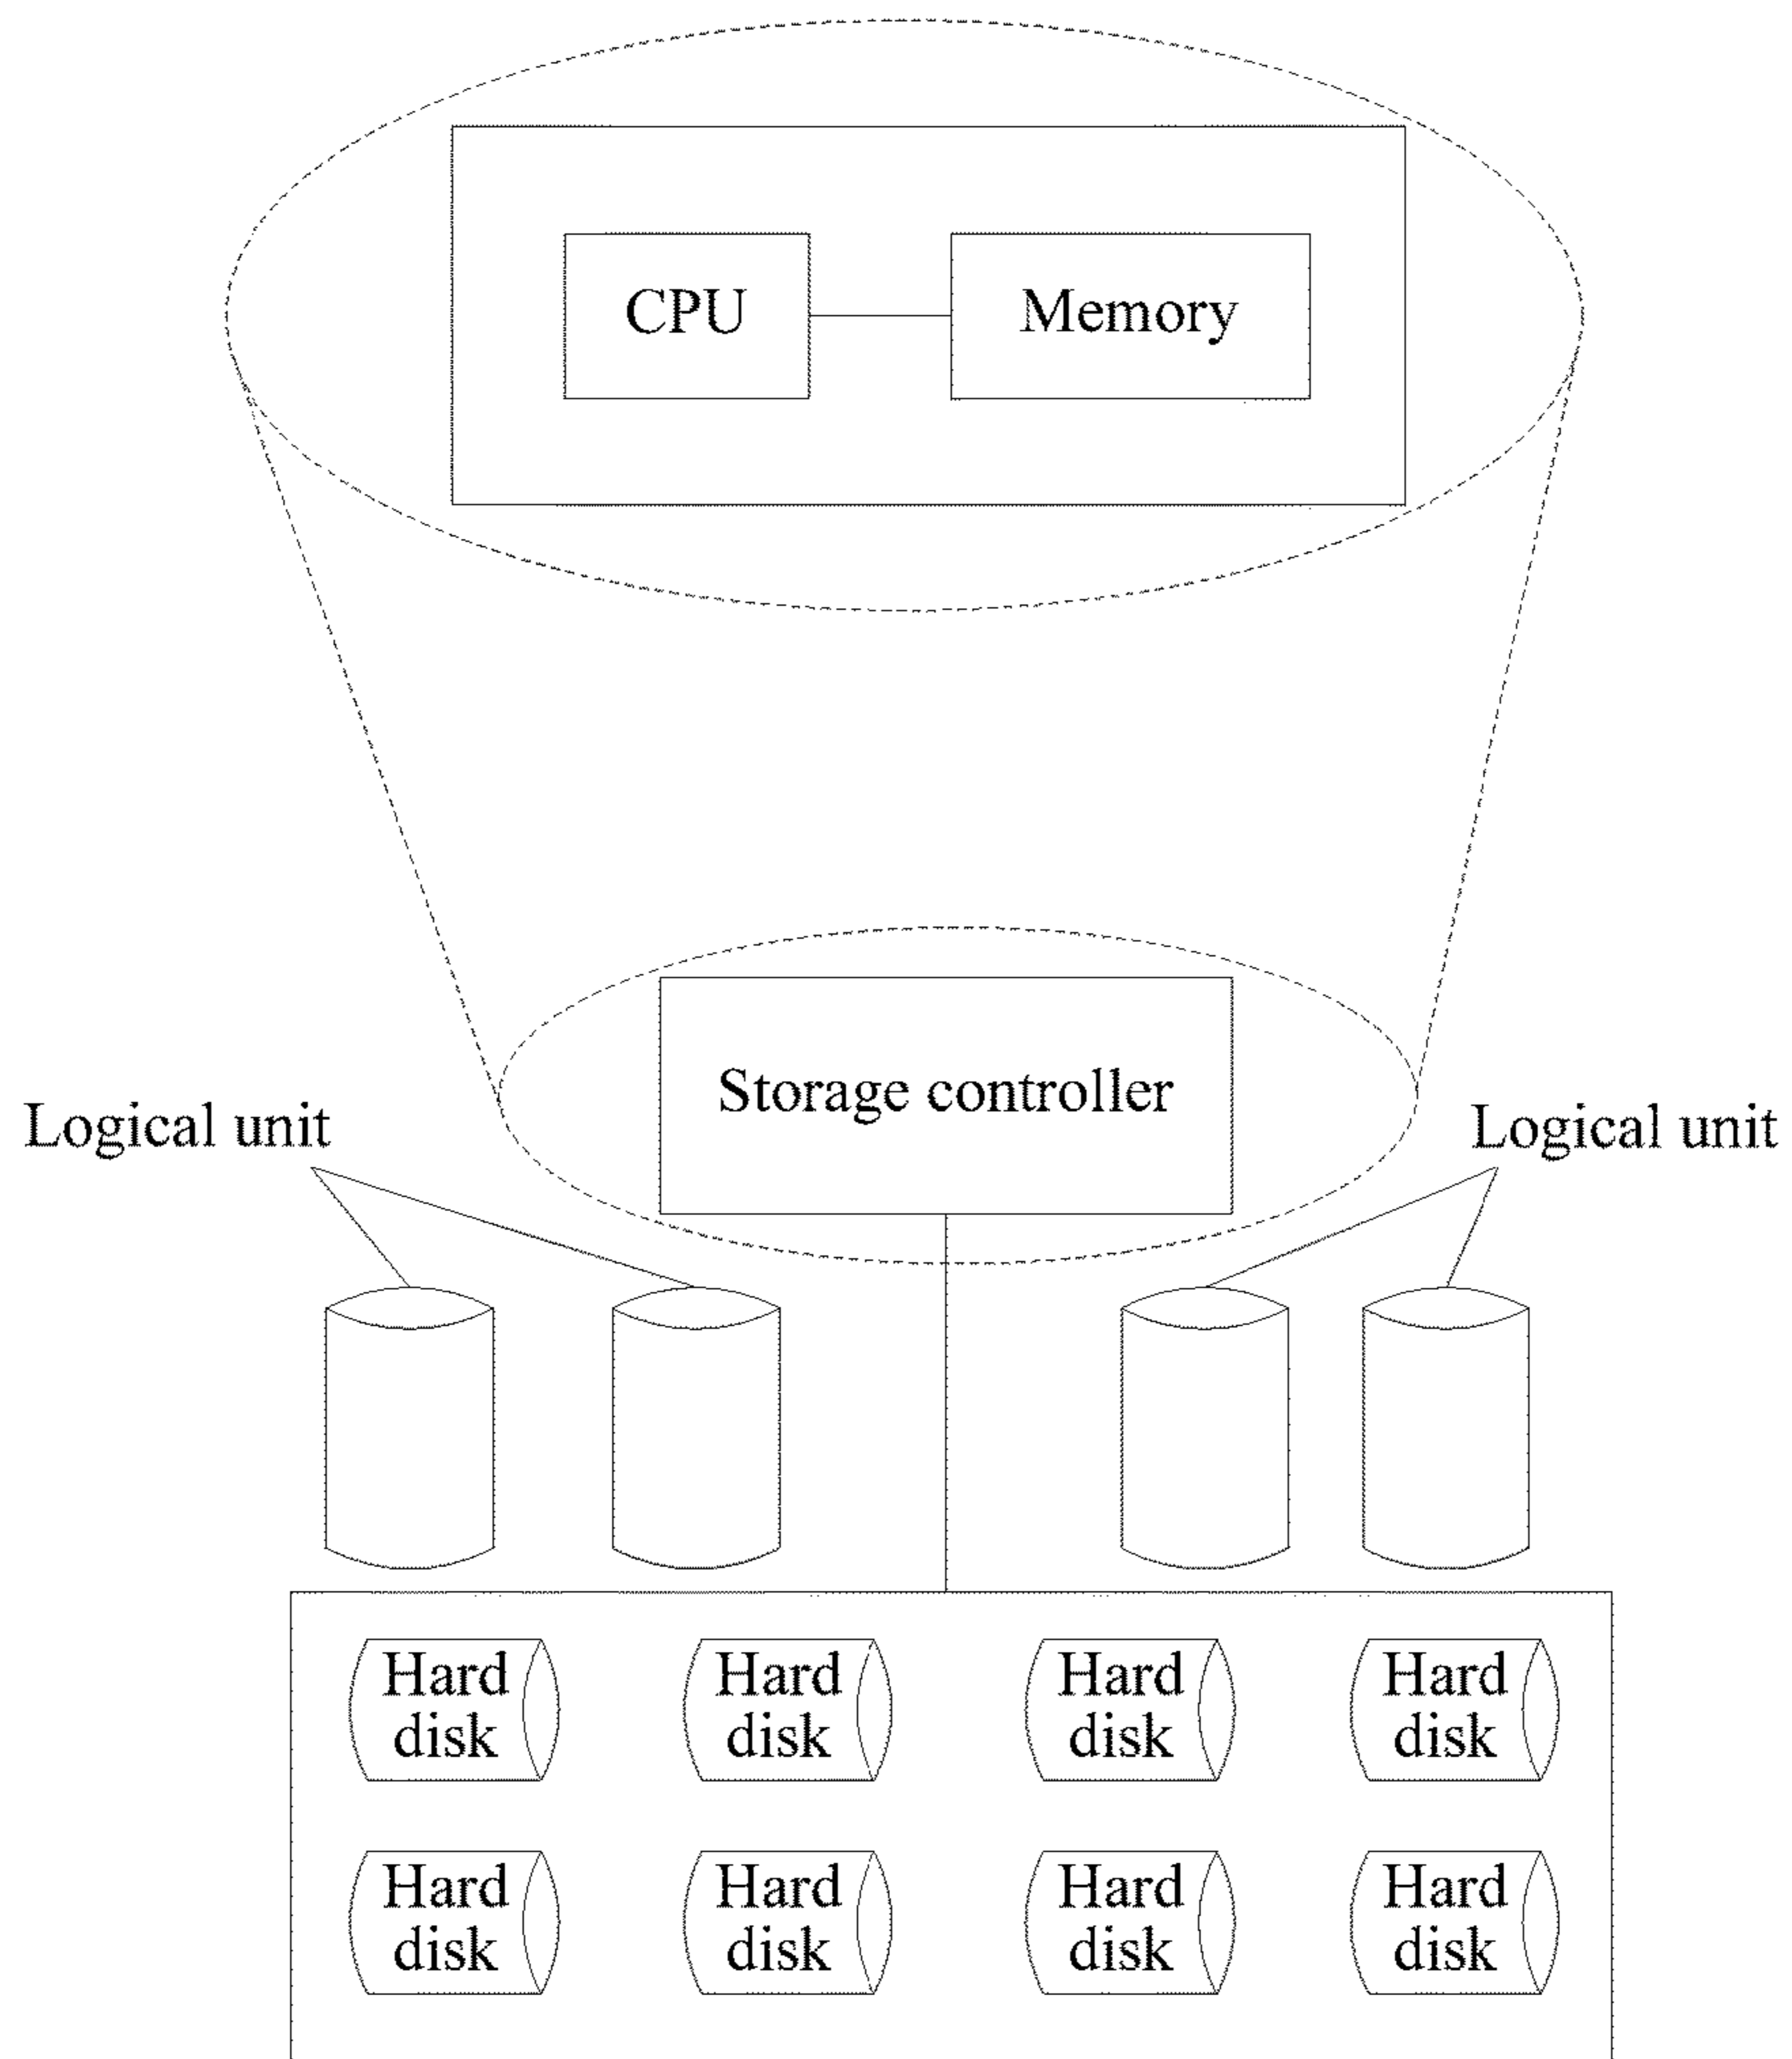 CPU
Memory
Storage controller
Logical unit
Logical unit
Hard
disk
Hard
disk
Hard
disk
Hard
disk
Hard
disk
Hard
disk
Hard
disk
Hard
disk